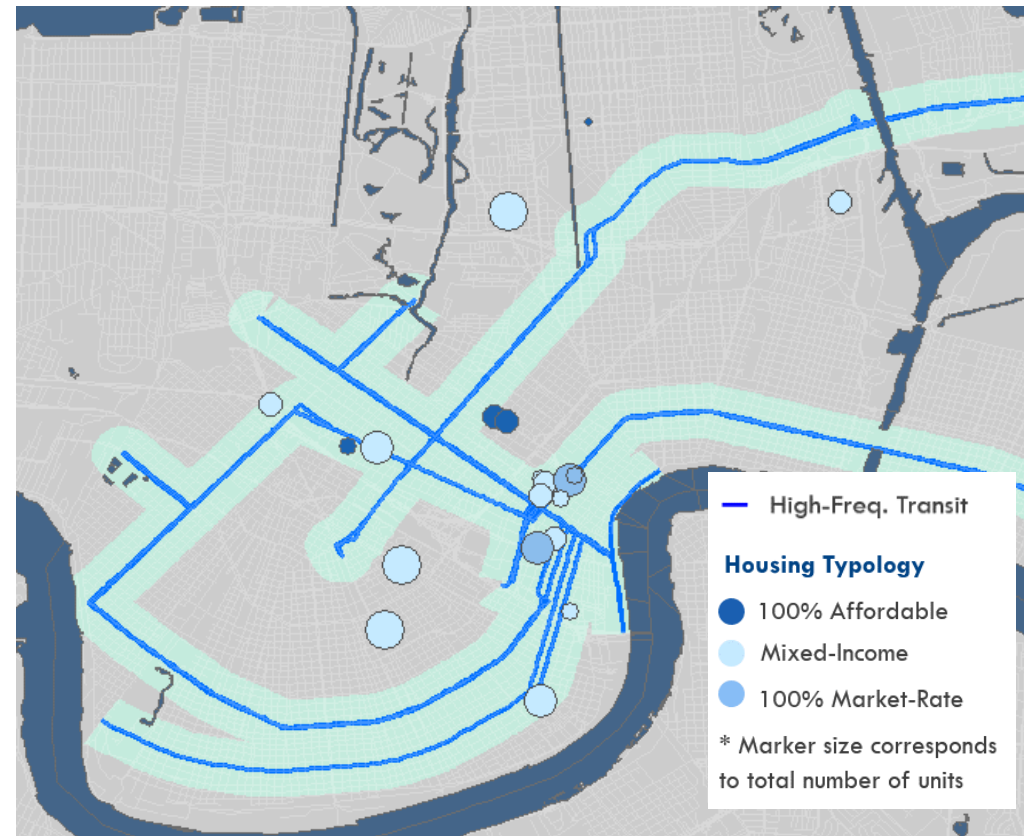 High-Freq. Transit
Housing Typology
100% Affordable
Mixed-Income
100% Market-Rate
* Marker size corresponds
to total number of units